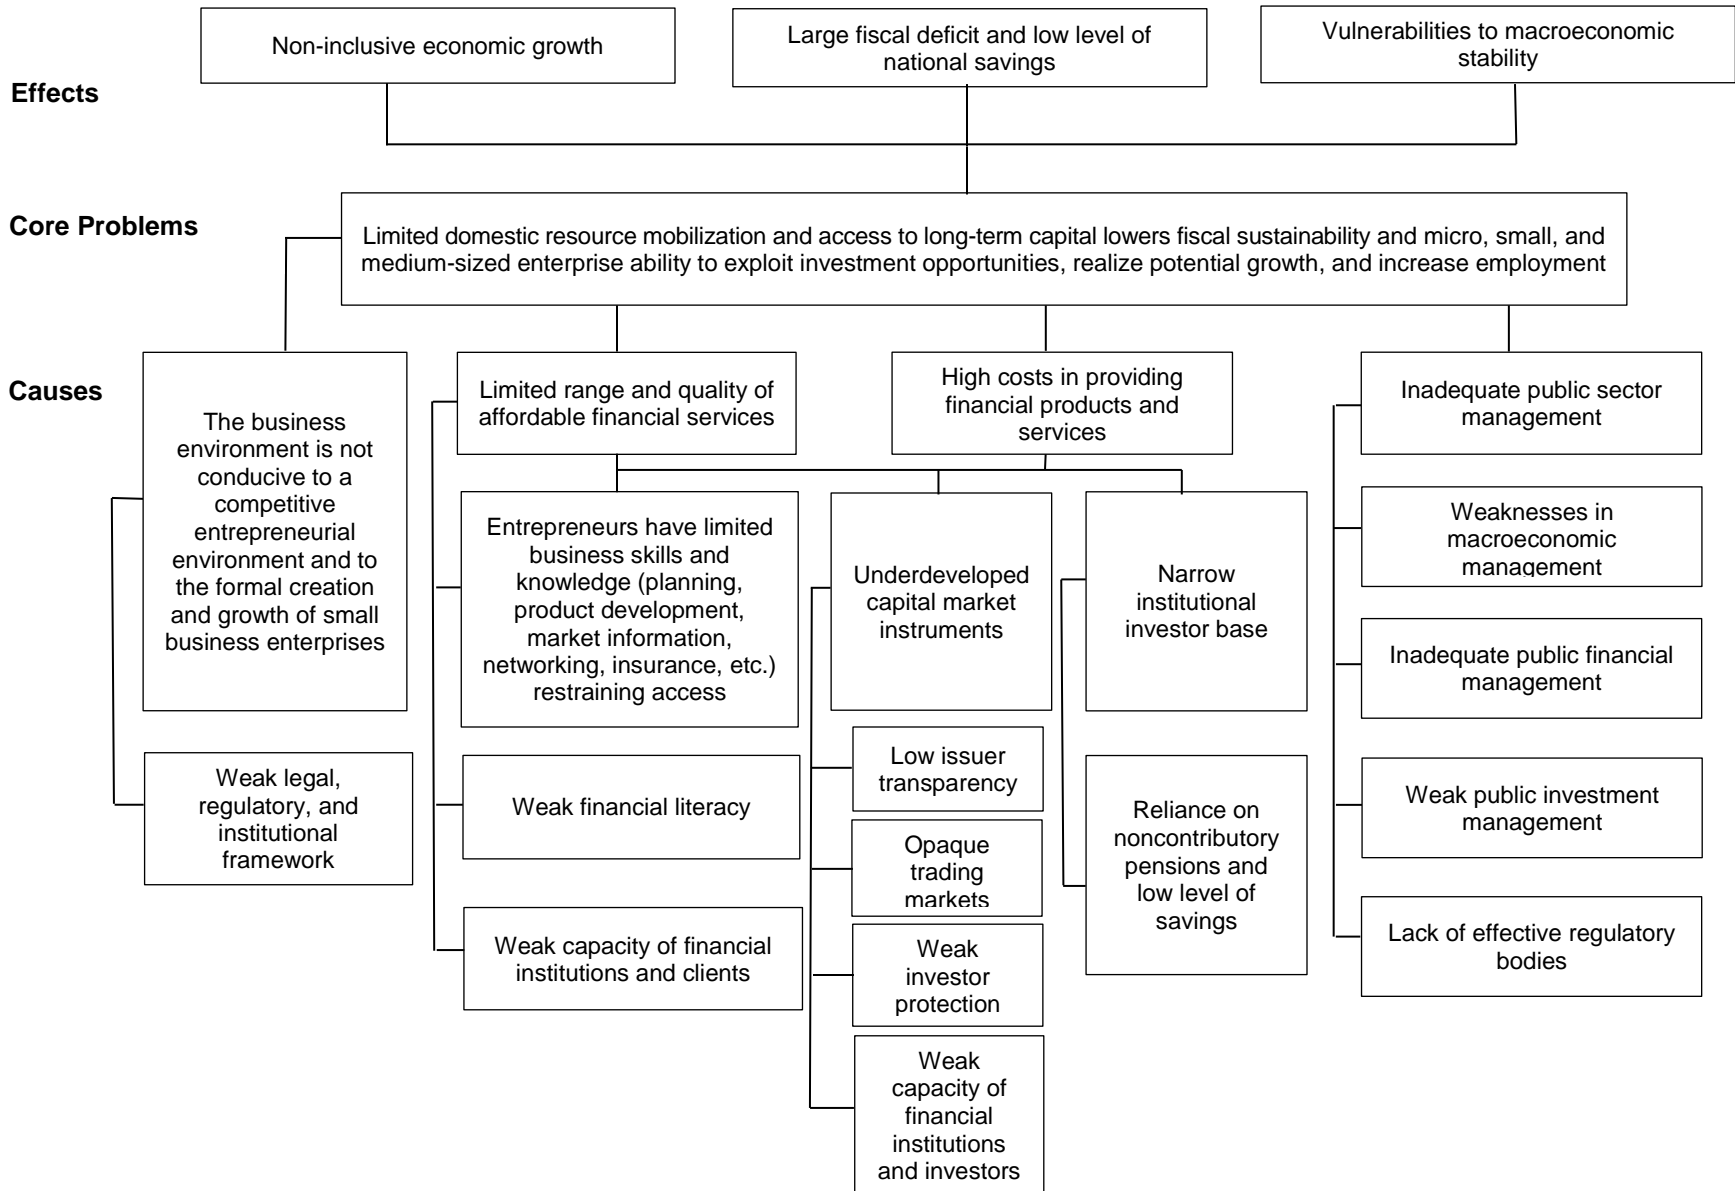 Effects
Non-inclusive economic growth
Large fiscal deficit and low level of
national savings
Vulnerabilities to macroeconomic
stability
Core Problems
Limited domestic resource mobilization and access to long-term capital lowers fiscal sustainability and micro, small, and
medium-sized enterprise ability to exploit investment opportunities, realize potential growth, and increase employment
Causes
The business
environment is not
conducive to a
competitive
entrepreneurial
environment and to
the formal creation
and growth of small
business enterprises
Weak legal,
regulatory, and
institutional
framework
Limited range and quality of
affordable financial services
Entrepreneurs have limited
business skills and
knowledge (planning,
product development,
market information,
networking, insurance, etc.)
restraining access
Weak financial literacy
Weak capacity of financial
institutions and clients
High costs in providing
financial products and
services
Underdeveloped
capital market
instruments
Low issuer
transparency
Opaque
trading
markets
Weak
investor
protection
Weak
capacity of
financial
institutions
and investors
Narrow
institutional
investor base
Reliance on
noncontributory
pensions and
low level of
savings
Inadequate public sector
management
Weaknesses in
macroeconomic
management
Inadequate public financial
management
Weak public investment
management
Lack of effective regulatory
bodies